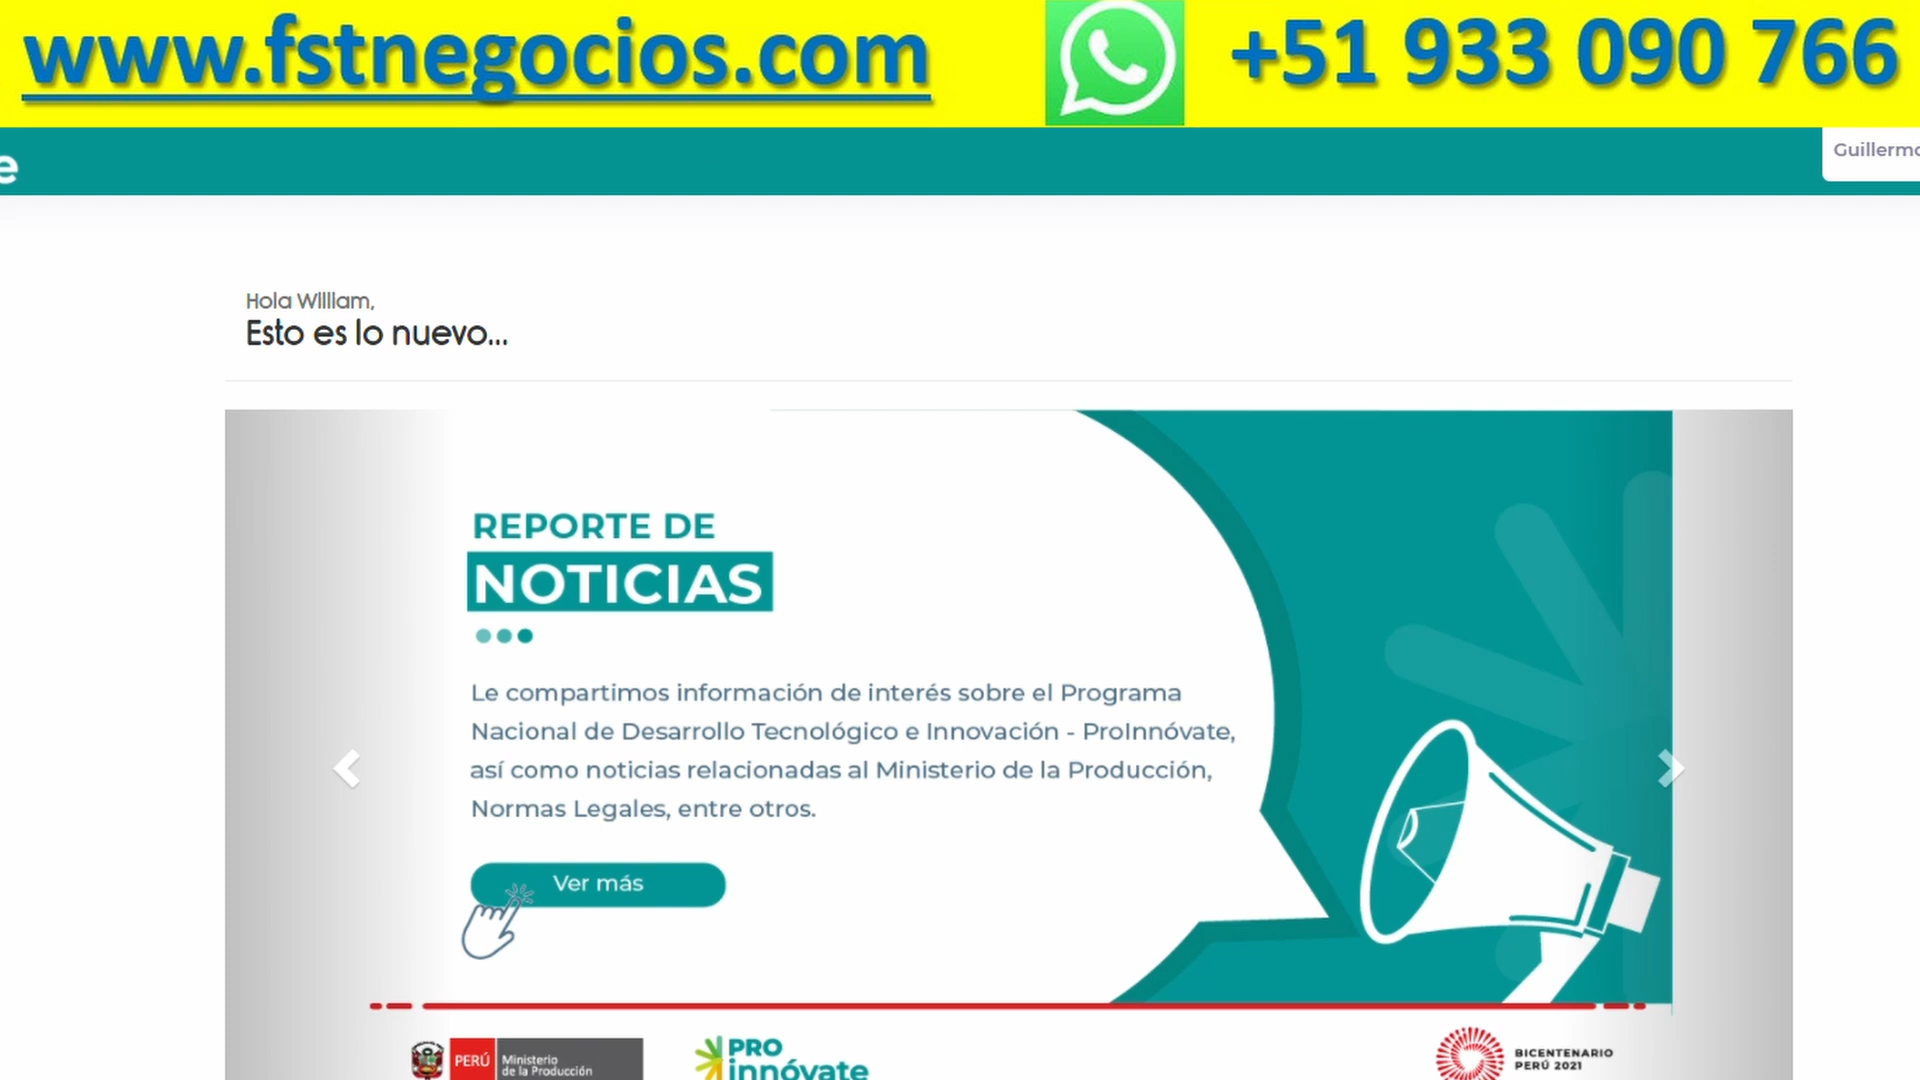 www.fstnegocios.com
+51 933 090 766
e
Guillermo
Hola William,
Esto es lo nuevo...
REPORTE DE
NOTICIAS
Le compartimos información de interés sobre el Programa
Nacional de Desarrollo Tecnológico e Innovación - ProInnóvate,
así como noticias relacionadas al Ministerio de la Producción,
Normas Legales, entre otros.
Ver más
PERÚ
Ministerio
de la Producción
PRO
innóvate
BICENTENARIO
PERÚ 2021